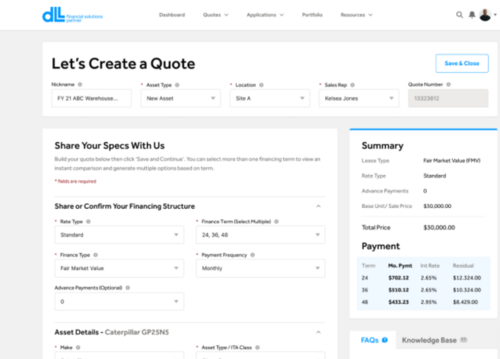 dLL financial solutions partner
Dashboard Quotes Applications Portfolio Resources
Let's Create a Quote
Save & Close
Nickname * Asset Type * Location * Sales Rep Quote Number
FY 21 ABC Warehouse... New Asset Site A Kelsea Jones 13323812
Share Your Specs With Us
Build your quote below then click 'Save and Continue'. You can select more than one financing term to view an
instant comparison and generate multiple options based on term.
* fields are required
Share or Confirm Your Financing Structure
* Rate Type * Finance Term (Select Multiple)
Standard 24, 36, 48
* Finance Type * Payment Frequency
Fair Market Value Monthly
Advance Payments (Optional)
0
Asset Details - Caterpillar GP25N5
* Make * Asset Type / ITA Class
Summary
Lease Type Fair Market Value (FMV)
Rate Type Standard
Advance Payments 0
Base Unit/ Sale Price $30,000.00
Total Price $30,000.00
Payment
Term Mo. Pymt Int Rate Residual
24 $702.12 2.65% $12,324.00
36 $510.12 2.65% $10,324.00
48 $433.23 2.95% $8,429.00
FAQs Knowledge Base